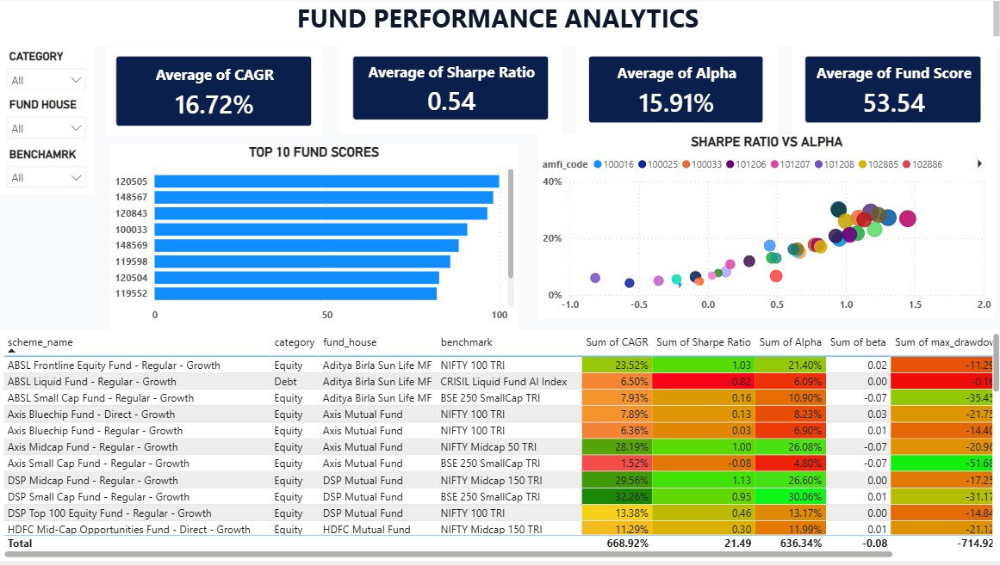 FUND PERFORMANCE ANALYTICS
CATEGORY
All
FUND HOUSE
All
BENCHAMRK
All
Average of CAGR
16.72%
Average of Sharpe Ratio
0.54
Average of Alpha
15.91%
Average of Fund Score
53.54
TOP 10 FUND SCORES
120505
148567
120843
100033
148569
119598
120504
119552
0 50 100
SHARPE RATIO VS ALPHA
amfi_code 100016 100025 100033 101206 101207 101208 102885 102886
40%
20%
0%
-1.0 -0.5 0.0 0.5 1.0 1.5 2.0
scheme_name category fund_house benchmark Sum of CAGR Sum of Sharpe Ratio Sum of Alpha Sum of beta Sum of max_drawdow
ABSL Frontline Equity Fund - Regular - Growth Equity Aditya Birla Sun Life MF NIFTY 100 TRI 23.52% 1.03 21.40% 0.02 -11.29
ABSL Liquid Fund - Regular - Growth Debt Aditya Birla Sun Life MF CRISIL Liquid Fund AI Index 6.50% -0.82 6.09% 0.00 -0.16
ABSL Small Cap Fund - Regular - Growth Equity Aditya Birla Sun Life MF BSE 250 SmallCap TRI 7.93% 0.16 10.90% -0.07 -35.45
Axis Bluechip Fund - Direct - Growth Equity Axis Mutual Fund NIFTY 100 TRI 7.89% 0.13 8.23% 0.03 -21.75
Axis Bluechip Fund - Regular - Growth Equity Axis Mutual Fund NIFTY 100 TRI 6.36% 0.03 6.90% 0.01 -14.40
Axis Midcap Fund - Regular - Growth Equity Axis Mutual Fund NIFTY Midcap 50 TRI 28.19% 1.00 26.08% -0.07 -20.96
Axis Small Cap Fund - Regular - Growth Equity Axis Mutual Fund BSE 250 SmallCap TRI 1.52% -0.08 4.80% -0.07 -51.68
DSP Midcap Fund - Regular - Growth Equity DSP Mutual Fund NIFTY Midcap 150 TRI 29.56% 1.13 26.60% 0.00 -17.25
DSP Small Cap Fund - Regular - Growth Equity DSP Mutual Fund BSE 250 SmallCap TRI 32.26% 0.95 30.06% 0.01 -31.17
DSP Top 100 Equity Fund - Regular - Growth Equity DSP Mutual Fund NIFTY 100 TRI 13.38% 0.46 13.17% 0.00 -14.84
HDFC Mid-Cap Opportunities Fund - Direct - Growth Equity HDFC Mutual Fund NIFTY Midcap 150 TRI 11.29% 0.30 11.99% 0.01 -21.12
Total 668.92% 21.49 636.34% -0.08 -714.92